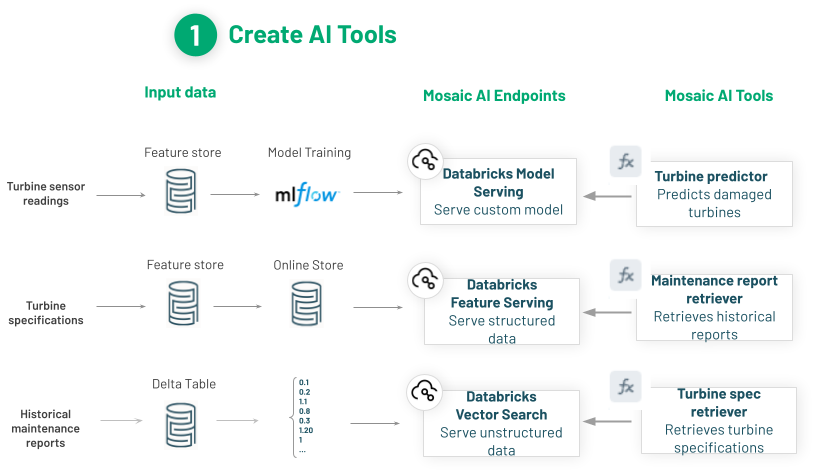 1 Create AI Tools
Input data
Mosaic AI Endpoints
Mosaic AI Tools
Feature store
Model Training
Turbine sensor
readings
mlflow
Databricks Model
Serving
Serve custom model
fx
Turbine predictor
Predicts damaged
turbines
Feature store
Online Store
Turbine
specifications
Databricks
Feature Serving
Serve structured
data
fx
Maintenance report
retriever
Retrieves historical
reports
Delta Table
Historical
maintenance
reports
0.1
0.2
1.1
0.8
0.3
1.20
1
...
Databricks
Vector Search
Serve unstructured
data
fx
Turbine spec
retriever
Retrieves turbine
specifications